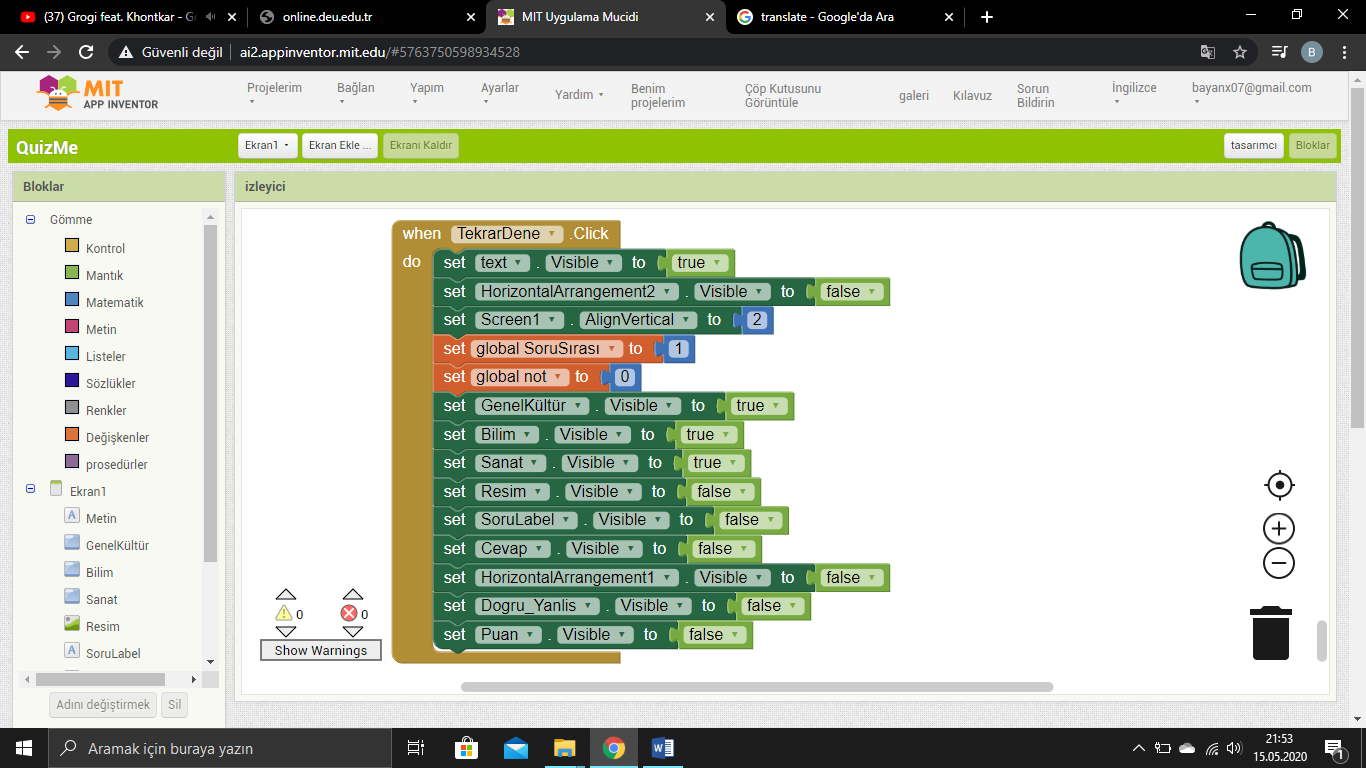 (37) Grogi feat. Khontkar - G
online.deu.edu.tr
MIT Uygulama Mucidi
translate - Google'da Ara
Güvenli değil
ai2.appinventor.mit.edu/#5763750598934528
B
MIT
APP INVENTOR
Projelerim
Bağlan
Yapım
Ayarlar
Yardım
Benim
projelerim
Çöp Kutusunu
Görüntüle
galeri
Kılavuz
Sorun
Bildirin
İngilizce
bayanx07@gmail.com
QuizMe
Ekran1
Ekran Ekle ...
Ekranı Kaldır
tasarımcı
Bloklar
Bloklar
izleyici
Gömme
Kontrol
Mantık
Matematik
Metin
Listeler
Sözlükler
Renkler
Değişkenler
prosedürler
Ekran1
Metin
GenelKültür
Bilim
Sanat
Resim
SoruLabel
Adını değiştirmek
Sil
when TekrarDene .Click
do set text . Visible to true
set HorizontalArrangement2 . Visible to false
set Screen1 . AlignVertical to 2
set global SoruSırası to 1
set global not to 0
set GenelKültür . Visible to true
set Bilim . Visible to true
set Sanat . Visible to true
set Resim . Visible to false
set SoruLabel . Visible to false
set Cevap . Visible to false
set HorizontalArrangement1 . Visible to false
set Dogru_Yanlis . Visible to false
set Puan . Visible to false
0
0
Show Warnings
Aramak için buraya yazın
21:53
15.05.2020
1